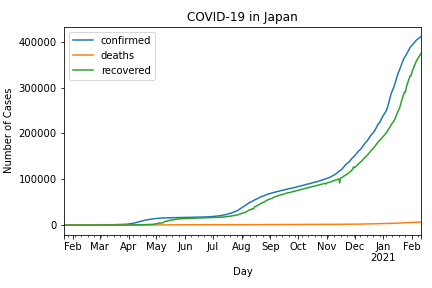 COVID-19 in Japan
confirmed
deaths
recovered
Number of Cases
400000
300000
200000
100000
0
Feb Mar Apr May Jun Jul Aug Sep Oct Nov Dec Jan Feb
2021
Day